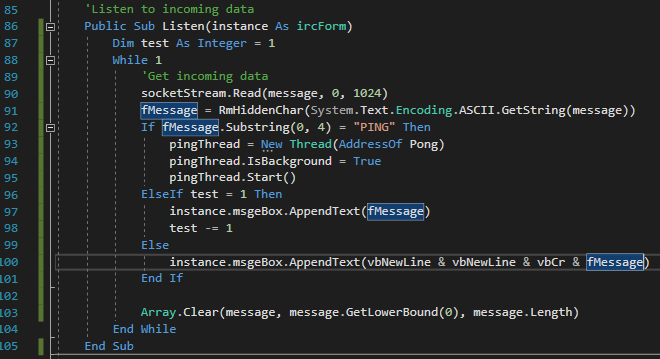 85 'Listen to incoming data
86 Public Sub Listen(instance As ircForm)
87 Dim test As Integer = 1
88 While 1
89 'Get incoming data
90 socketStream.Read(message, 0, 1024)
91 fMessage = RmHiddenChar(System.Text.Encoding.ASCII.GetString(message))
92 If fMessage.Substring(0, 4) = "PING" Then
93 pingThread = New Thread(AddressOf Pong)
94 pingThread.IsBackground = True
95 pingThread.Start()
96 ElseIf test = 1 Then
97 instance.msgeBox.AppendText(fMessage)
98 test -= 1
99 Else
100 instance.msgeBox.AppendText(vbNewLine & vbNewLine & vbCr & fMessage)
101 End If
102
103 Array.Clear(message, message.GetLowerBound(0), message.Length)
104 End While
105 End Sub